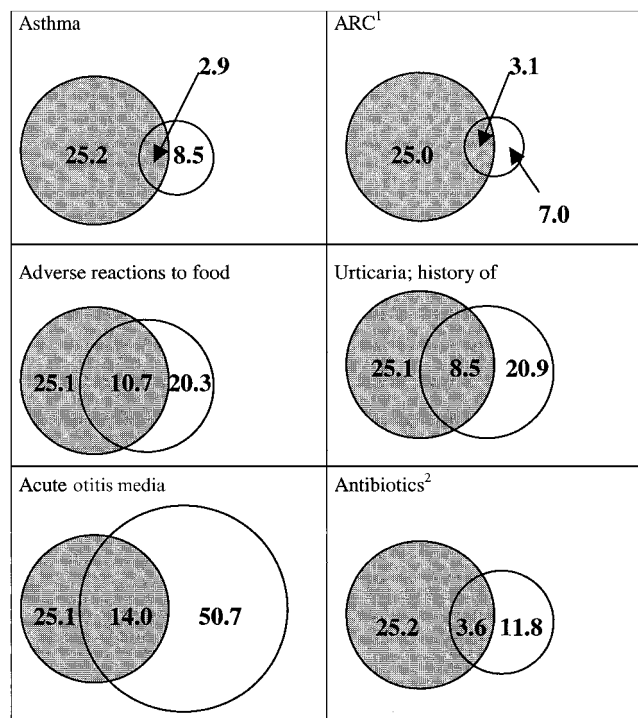 Asthma
2.9
25.2 8.5
ARC¹
3.1
25.0
7.0
Adverse reactions to food
25.1 10.7 20.3
Urticaria; history of
25.1 8.5 20.9
Acute otitis media
25.1 14.0 50.7
Antibiotics²
25.2 3.6 11.8